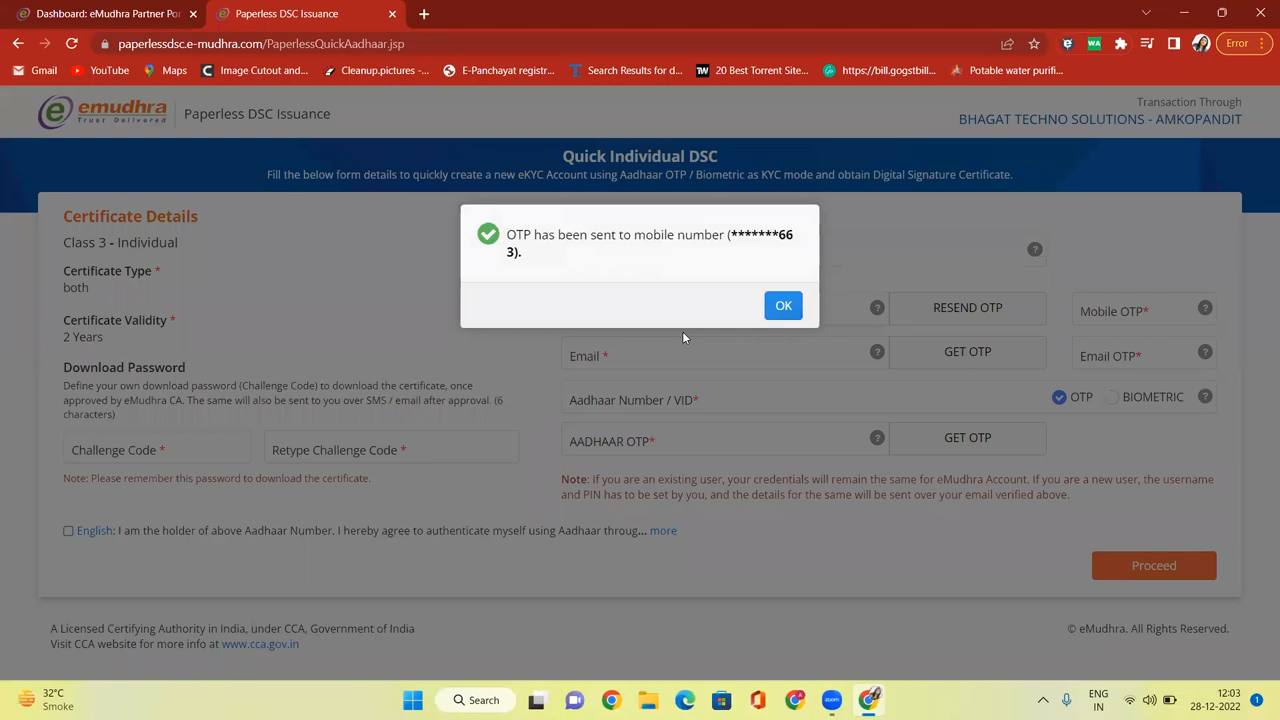 Dashboard: eMudhra Partner Por
Paperless DSC Issuance
paperlessdsc.e-mudhra.com/PaperlessQuickAadhaar.jsp
WA
Error
Gmail
YouTube
Maps
Image Cutout and...
Cleanup.pictures -...
E-Panchayat registr...
Search Results for d...
20 Best Torrent Site...
https://bill.gogstbill...
Potable water purifi...
emudhra
Trust Delivered
Paperless DSC Issuance
Transaction Through
BHAGAT TECHNO SOLUTIONS - AMKOPANDIT
Quick Individual DSC
Fill the below form details to quickly create a new eKYC Account using Aadhaar OTP / Biometric as KYC mode and obtain Digital Signature Certificate.
Certificate Details
Class 3 - Individual
Certificate Type *
both
Certificate Validity *
2 Years
Download Password
Define your own download password (Challenge Code) to download the certificate, once
approved by eMudhra CA. The same will also be sent to you over SMS / email after approval. (6
characters)
Challenge Code *
Retype Challenge Code *
Note: Please remember this password to download the certificate.
OTP has been sent to mobile number (*******66
3).
OK
RESEND OTP
Mobile OTP*
Email *
GET OTP
Email OTP*
Aadhaar Number / VID*
OTP
BIOMETRIC
AADHAAR OTP*
GET OTP
Note: If you are an existing user, your credentials will remain the same for eMudhra Account. If you are a new user, the username
and PIN has to be set by you, and the details for the same will be sent over your email verified above.
English: I am the holder of above Aadhaar Number. I hereby agree to authenticate myself using Aadhaar throug... more
Proceed
A Licensed Certifying Authority in India, under CCA, Government of India
Visit CCA website for more info at www.cca.gov.in
© eMudhra. All Rights Reserved.
32°C
Smoke
Search
zoom
ENG
IN
12:03
28-12-2022
1